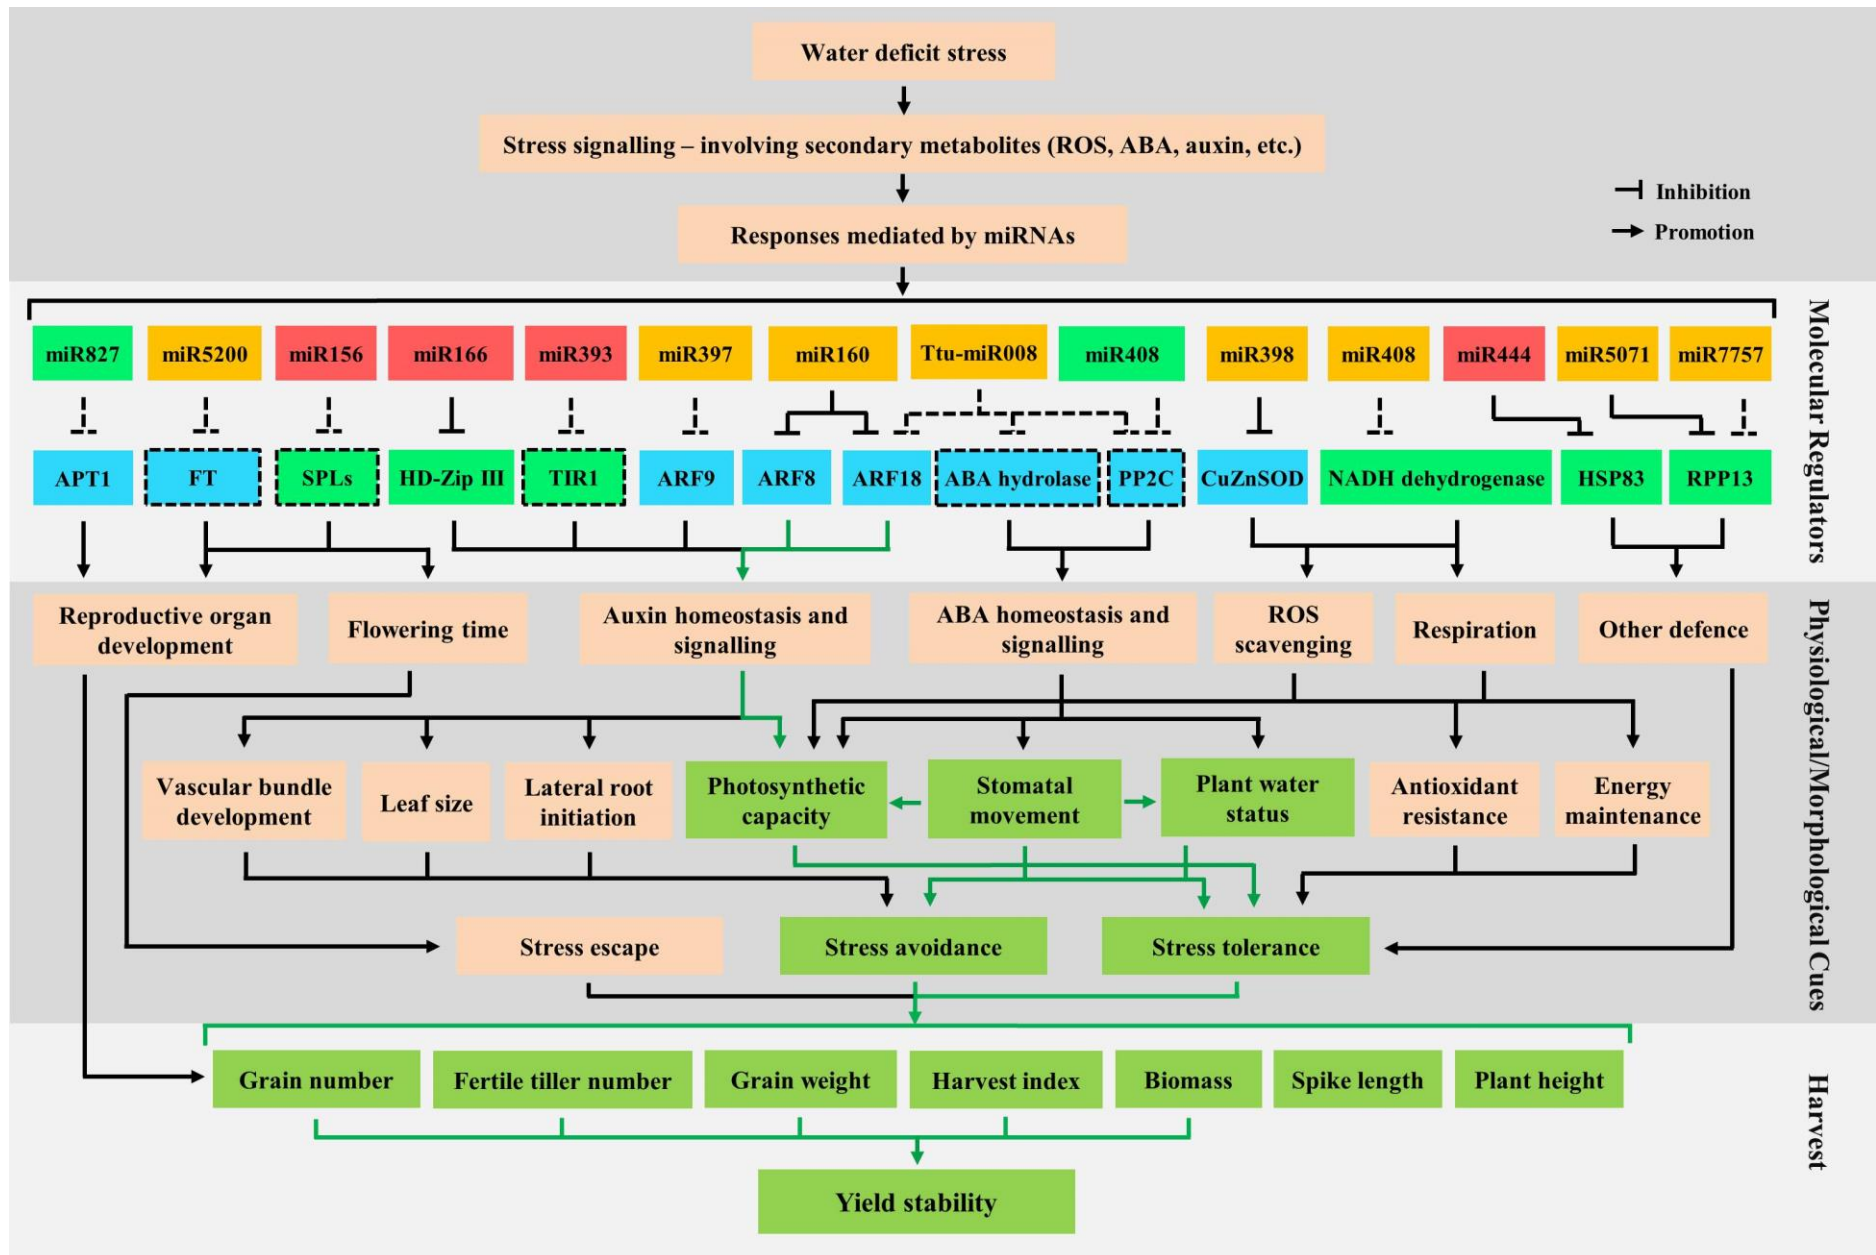 Water deficit stress
Stress signalling – involving secondary metabolites (ROS, ABA, auxin, etc.)
Responses mediated by miRNAs
Inhibition
Promotion
Molecular Regulators
miR827
miR5200
miR156
miR166
miR393
miR397
miR160
Ttu-miR008
miR408
miR398
miR408
miR444
miR5071
miR7757
APT1
FT
SPLs
HD-Zip III
TIR1
ARF9
ARF8
ARF18
ABA hydrolase
PP2C
CuZnSOD
NADH dehydrogenase
HSP83
RPP13
Physiological/Morphological Cues
Reproductive organ
development
Flowering time
Auxin homeostasis and
signalling
ABA homeostasis and
signalling
ROS
scavenging
Respiration
Other defence
Vascular bundle
development
Leaf size
Lateral root
initiation
Photosynthetic
capacity
Stomatal
movement
Plant water
status
Antioxidant
resistance
Energy
maintenance
Stress escape
Stress avoidance
Stress tolerance
Harvest
Grain number
Fertile tiller number
Grain weight
Harvest index
Biomass
Spike length
Plant height
Yield stability